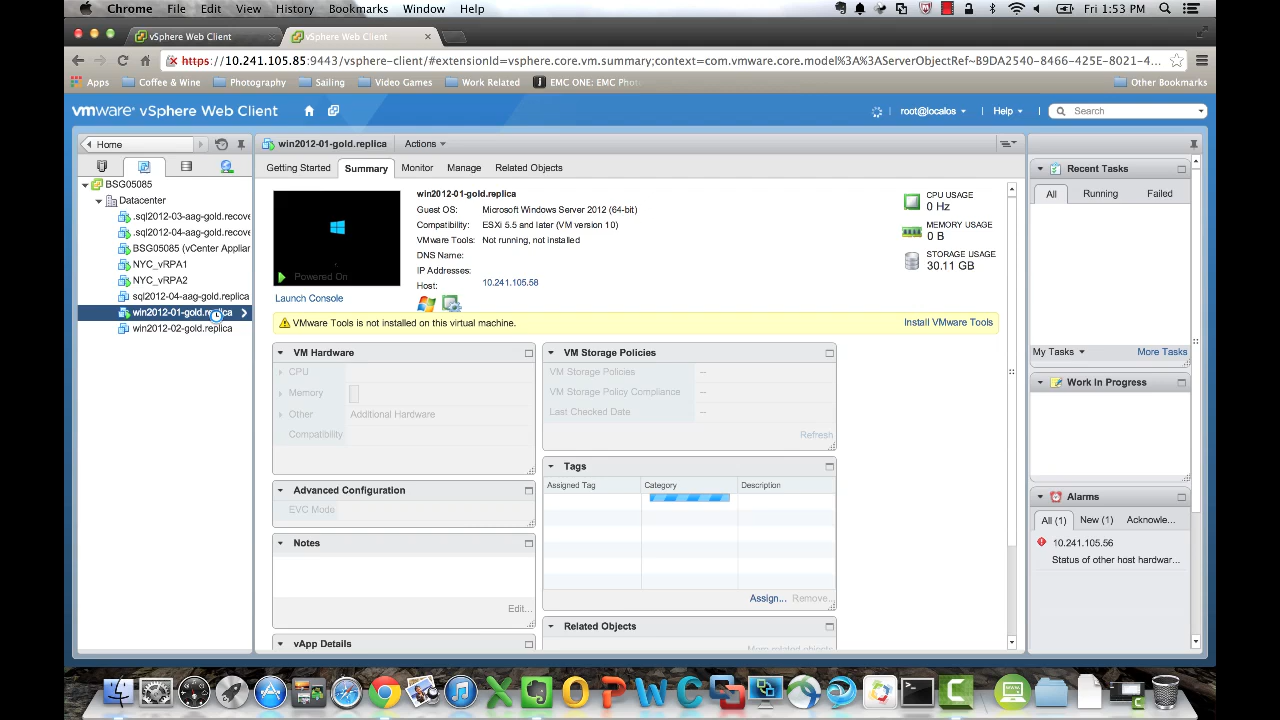 Chrome File Edit View History Bookmarks Window Help Fri 1:53 PM
vSphere Web Client
vSphere Web Client
https://10.241.105.85:9443/vsphere-client/#extensionId=vsphere.core.vm.summary;context=com.vmware.core.model%3A%3AServerObjectRef~89DA2540-8466-425E-8021-4...
Apps Coffee & Wine Photography Sailing Video Games Work Related EMC ONE: EMC Phot Other Bookmarks
vmware vSphere Web Client root@localos Help Search
Home
BSG05085
Datacenter
.sql2012-03-aag-gold.recove
.sql2012-04-aag-gold.recove
BSG05085 (vCenter Applian
NYC_vRPA1
NYC_vRPA2
sql2012-04-aag-gold.replica
win2012-01-gold.replica
win2012-02-gold.replica
win2012-01-gold.replica Actions
Getting Started Summary Monitor Manage Related Objects
Powered On
Launch Console
win2012-01-gold.replica
Guest OS: Microsoft Windows Server 2012 (64-bit)
Compatibility: ESXi 5.5 and later (VM version 10)
VMware Tools: Not running, not installed
DNS Name:
IP Addresses:
Host: 10.241.105.58
CPU USAGE
0 Hz
MEMORY USAGE
0 B
STORAGE USAGE
30.11 GB
VMware Tools is not installed on this virtual machine. Install VMware Tools
VM Hardware
CPU
Memory
Other Additional Hardware
Compatibility
Advanced Configuration
EVC Mode
Notes
Edit...
vApp Details
VM Storage Policies
VM Storage Policies --
VM Storage Policy Compliance --
Last Checked Date --
Refresh
Tags
Assigned Tag Category Description
Assign... Remove...
Related Objects
More related objects
Recent Tasks
All Running Failed
My Tasks More Tasks
Work In Progress
Alarms
All (1) New (1) Acknowle...
10.241.105.56
Status of other host hardwar...